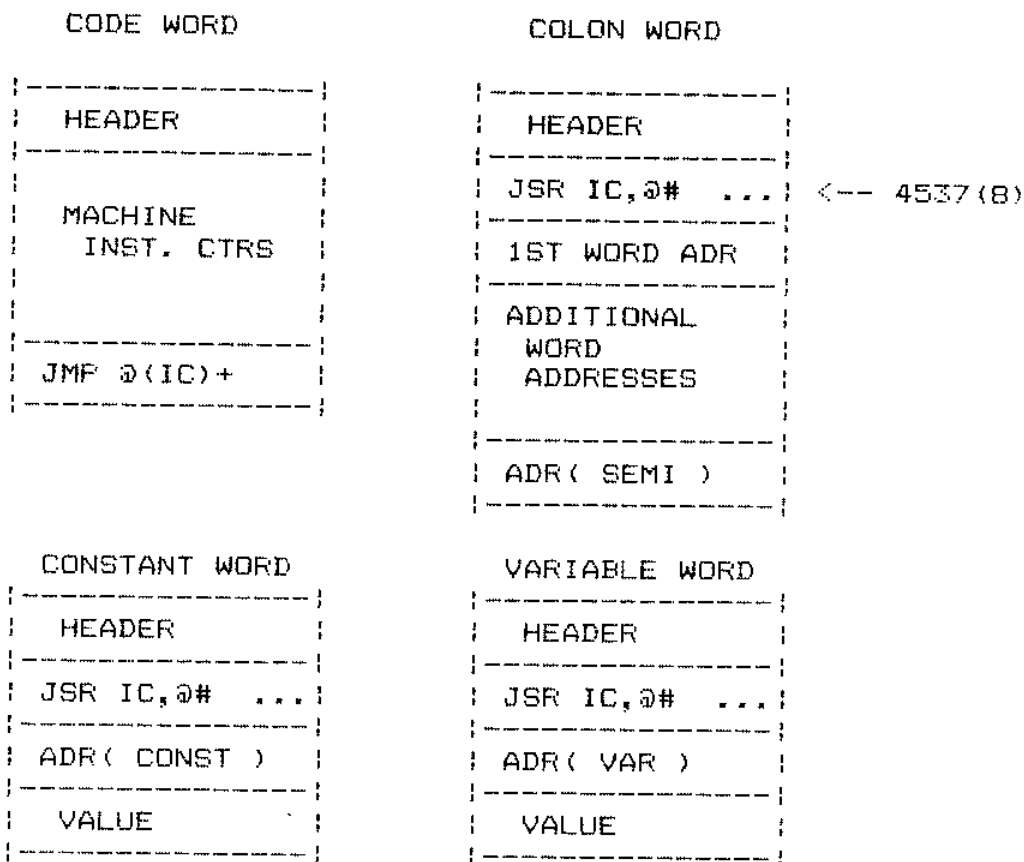 CODE WORD
HEADER
MACHINE
INST. CTRS
JMP @(IC)+
COLON WORD
HEADER
JSR IC,@# ... <-- 4537(8)
1ST WORD ADR
ADDITIONAL
WORD
ADDRESSES
ADR( SEMI )
CONSTANT WORD
HEADER
JSR IC,@# ...
ADR( CONST )
VALUE
VARIABLE WORD
HEADER
JSR IC,@# ...
ADR( VAR )
VALUE